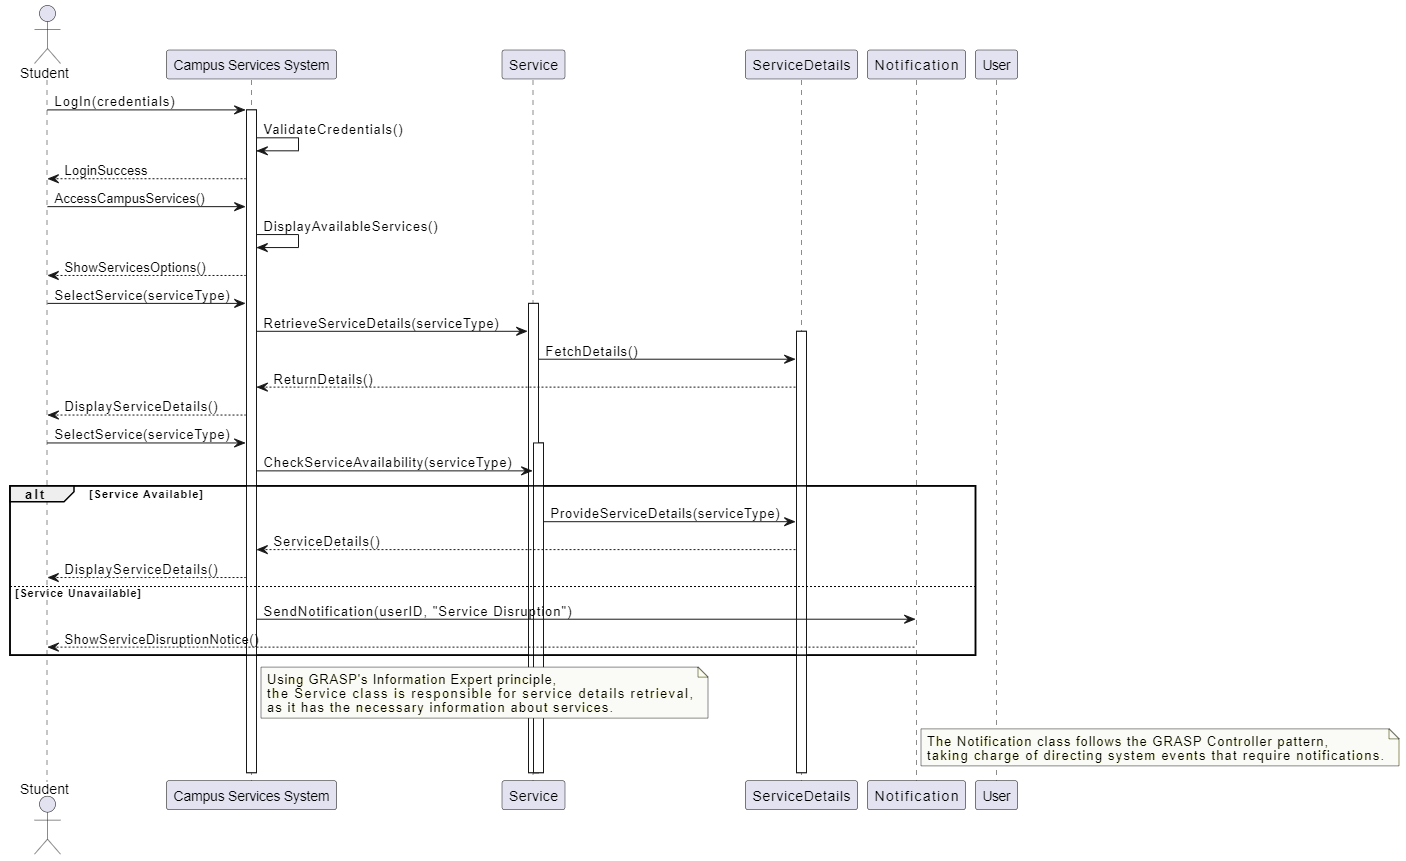 Student
Campus Services System
Service
ServiceDetails
Notification
User
LogIn(credentials)
ValidateCredentials()
LoginSuccess
AccessCampusServices()
DisplayAvailableServices()
ShowServicesOptions()
SelectService(serviceType)
RetrieveServiceDetails(serviceType)
FetchDetails()
ReturnDetails()
DisplayServiceDetails()
SelectService(serviceType)
CheckServiceAvailability(serviceType)
alt
[Service Available]
ProvideServiceDetails(serviceType)
ServiceDetails()
DisplayServiceDetails()
[Service Unavailable]
SendNotification(userID, "Service Disruption")
ShowServiceDisruptionNotice()
Using GRASP's Information Expert principle,
the Service class is responsible for service details retrieval,
as it has the necessary information about services.
The Notification class follows the GRASP Controller pattern,
taking charge of directing system events that require notifications.
Student
Campus Services System
Service
ServiceDetails
Notification
User